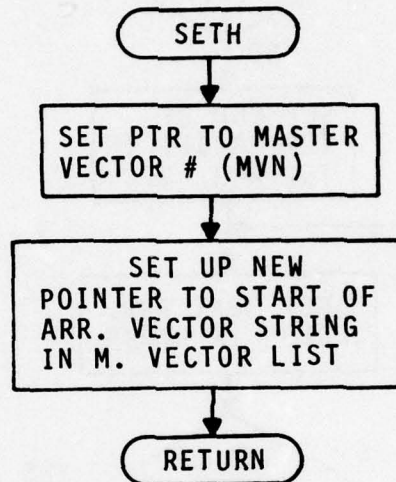 SETH
SET PTR TO MASTER
VECTOR # (MVN)
SET UP NEW
POINTER TO START OF
ARR. VECTOR STRING
IN M. VECTOR LIST
RETURN